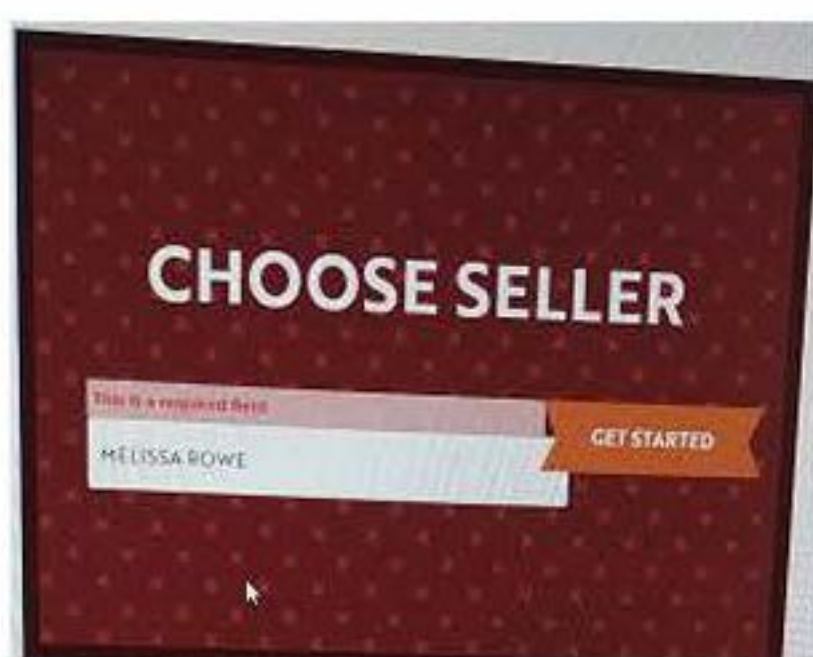 CHOOSE SELLER
This is a required field
MELISSA ROWE
GET STARTED